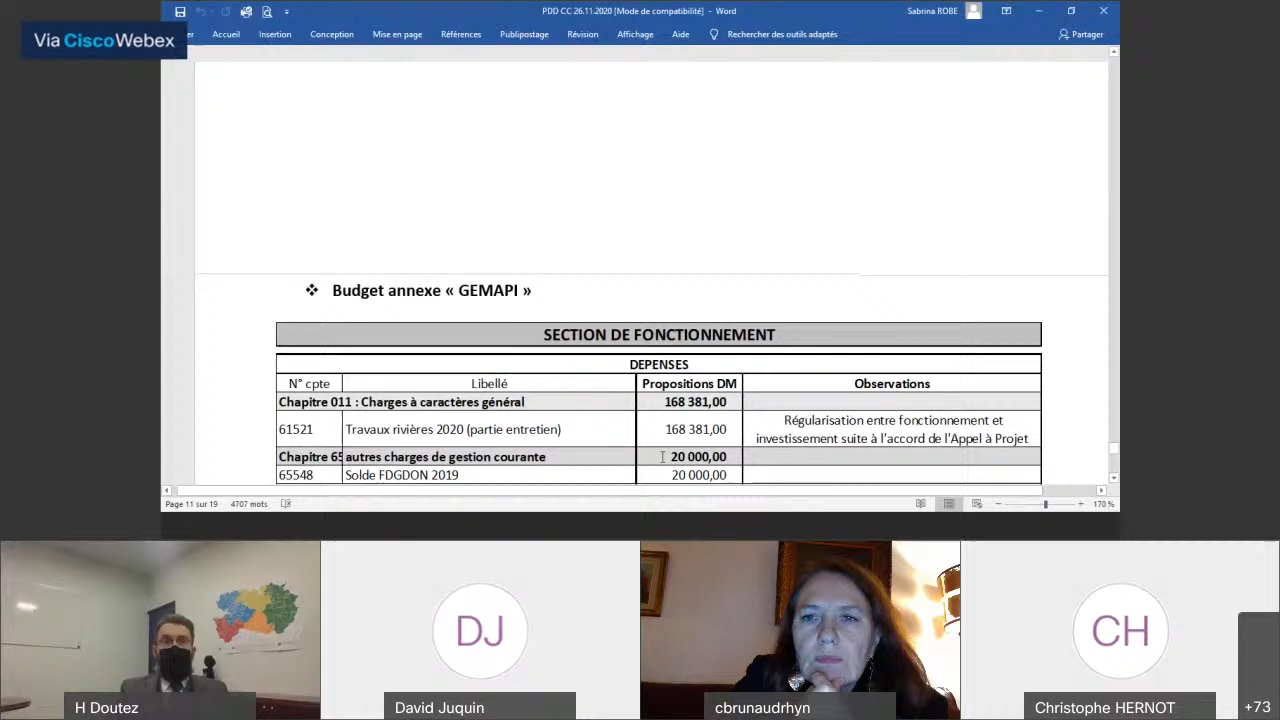 PDD CC 26.11.2020 [Mode de compatibilité] - Word
Sabrina ROBE
Via Cisco Webex
er Accueil Insertion Conception Mise en page Références Publipostage Révision Affichage Aide Rechercher des outils adaptés Partager
❖ Budget annexe « GEMAPI »
SECTION DE FONCTIONNEMENT
DEPENSES
N° cpte Libellé Propositions DM Observations
Chapitre 011 : Charges à caractères général 168 381,00
61521 Travaux rivières 2020 (partie entretien) 168 381,00 Régularisation entre fonctionnement et
investissement suite à l'accord de l'Appel à Projet
Chapitre 65 autres charges de gestion courante 20 000,00
65548 Solde FDGDON 2019 20 000,00
Page 11 sur 19 4707 mots 170 %
DJ
CH
H Doutez
David Juquin
cbrunaudrhyn
Christophe HERNOT
+73